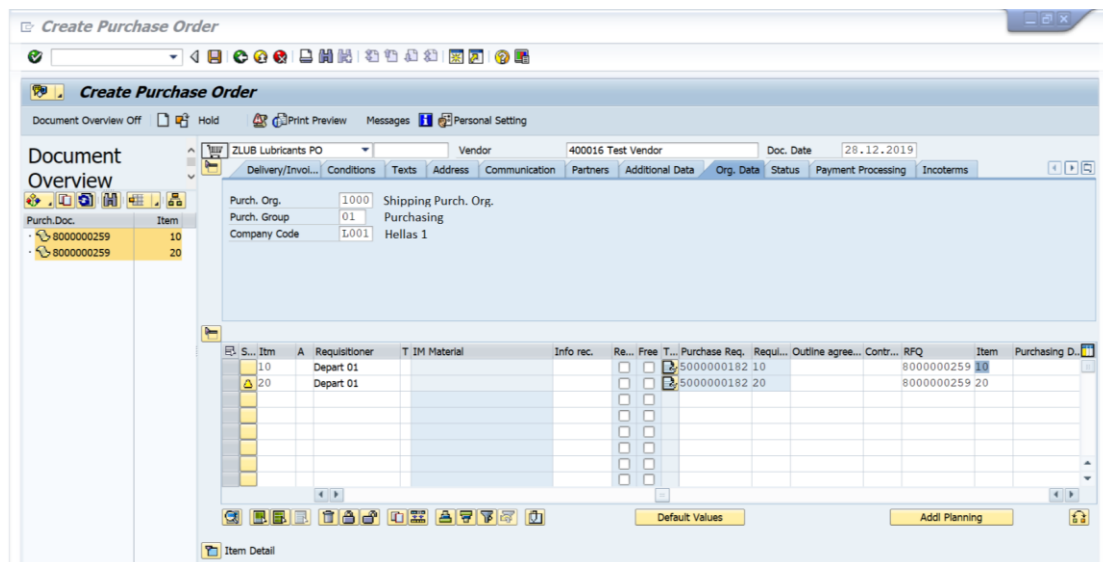 Create Purchase Order
Create Purchase Order
Document Overview Off Hold Print Preview Messages Personal Setting
Document Overview
Purch.Doc. Item
8000000259 10
8000000259 20
ZLUB Lubricants PO Vendor 400016 Test Vendor Doc. Date 28.12.2019
Delivery/Invoi... Conditions Texts Address Communication Partners Additional Data Org. Data Status Payment Processing Incoterms
Purch. Org. 1000 Shipping Purch. Org.
Purch. Group 01 Purchasing
Company Code L001 Hellas 1
S... Itm A Requisitioner T IM Material Info rec. Re... Free T... Purchase Req. Requi... Outline agree... Contr... RFQ Item Purchasing D...
10 Depart 01 5000000182 10 8000000259 10
20 Depart 01 5000000182 20 8000000259 20
Default Values Addl Planning
Item Detail